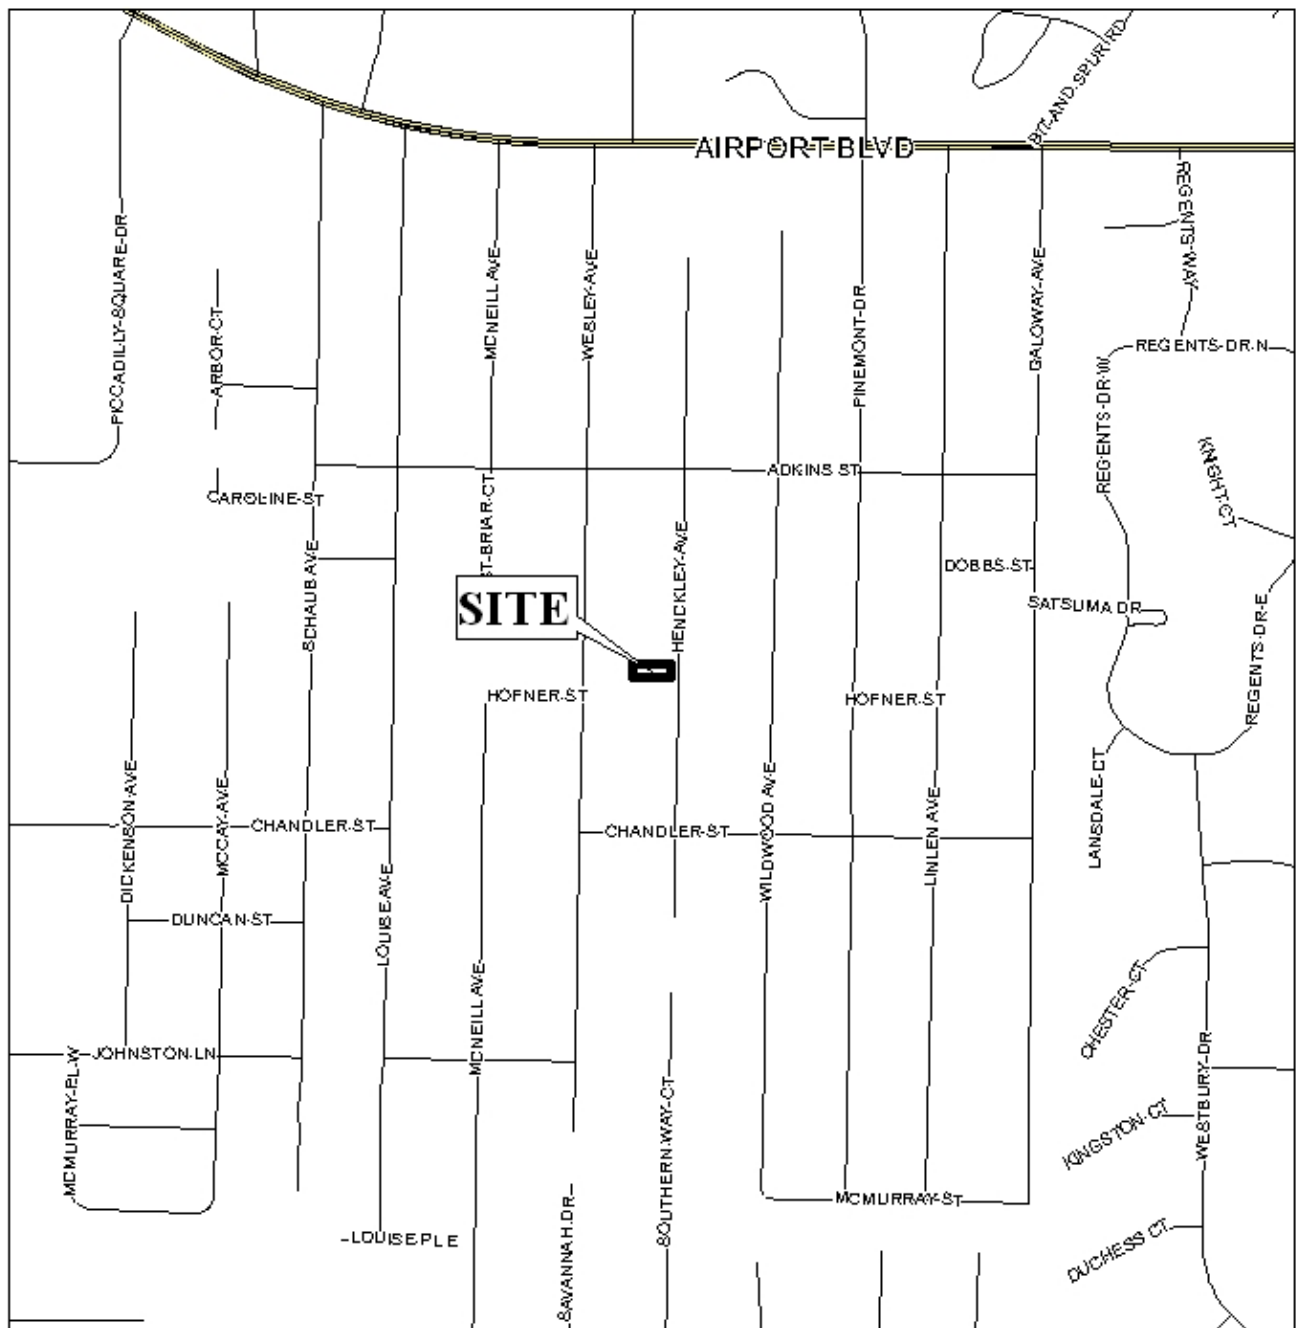 BIT AND SPUR RD
AIRPORT BLVD
REGENTS WAY
PICCADILLY SQUARE DR
ARBOR CT
MCNEILL AVE
WESLEY AVE
PINEMONT DR
GALOWAY AVE
REGENTS DR N
REGENTS DR W
KNIGHT CT
ADKINS ST
CAROLINE ST
ST BRIAR CT
SCHAUB AVE
HENCKLEY AVE
DOBBS ST
SATSUMA DR
SITE
REGENTS DR E
HOFNER ST
HOFNER ST
LANSDALE CT
DICKENSON AVE
MCCAY AVE
CHANDLER ST
CHANDLER ST
WILDWOOD AVE
LINLEN AVE
LOUISE AVE
DUNCAN ST
MCNEILL AVE
CHESTER CT
JOHNSTON LN
MCMURRAY PL W
SOUTHERN WAY CT
WESTBURY DR
KINGSTON CT
MCMURRAY ST
SAVANNAH DR
LOUISE PL E
DUCHESS CT